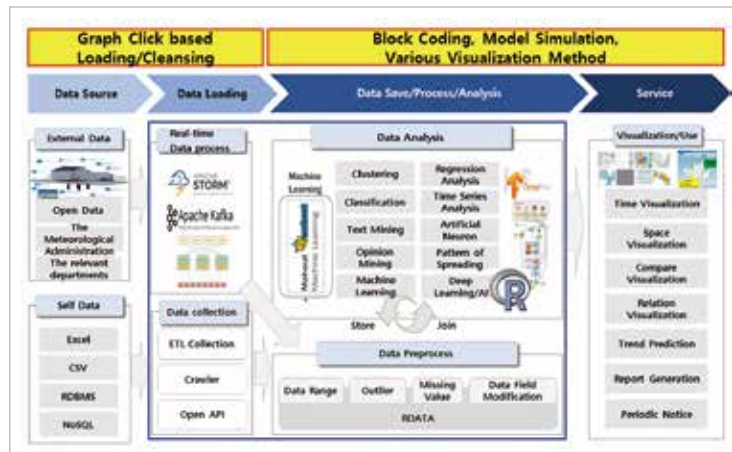 Graph Click based
Loading/Cleansing
Block Coding, Model Simulation,
Various Visualization Method
Data Source
Data Loading
Data Save/Process/Analysis
Service
External Data
Open Data
The
Meteorological
Administration
The relevant
departments
Self Data
Excel
CSV
RDBMS
NoSQL
Real-time
Data process
APACHE
STORM
Apache Kafka
Data collection
ETL Collection
Crawler
Open API
Data Analysis
Machine
Learning
Machine Learning
Clustering
Classification
Text Mining
Opinion
Mining
Machine
Learning
Regression
Analysis
Time Series
Analysis
Artificial
Neuron
Pattern of
Spreading
Deep
Learning/AI
R
Store
Join
Data Preprocess
Data Range
Outlier
Missing
Value
Data Field
Modification
RDATA
Visualization/Use
Time Visualization
Space
Visualization
Compare
Visualization
Relation
Visualization
Trend Prediction
Report Generation
Periodic Notice